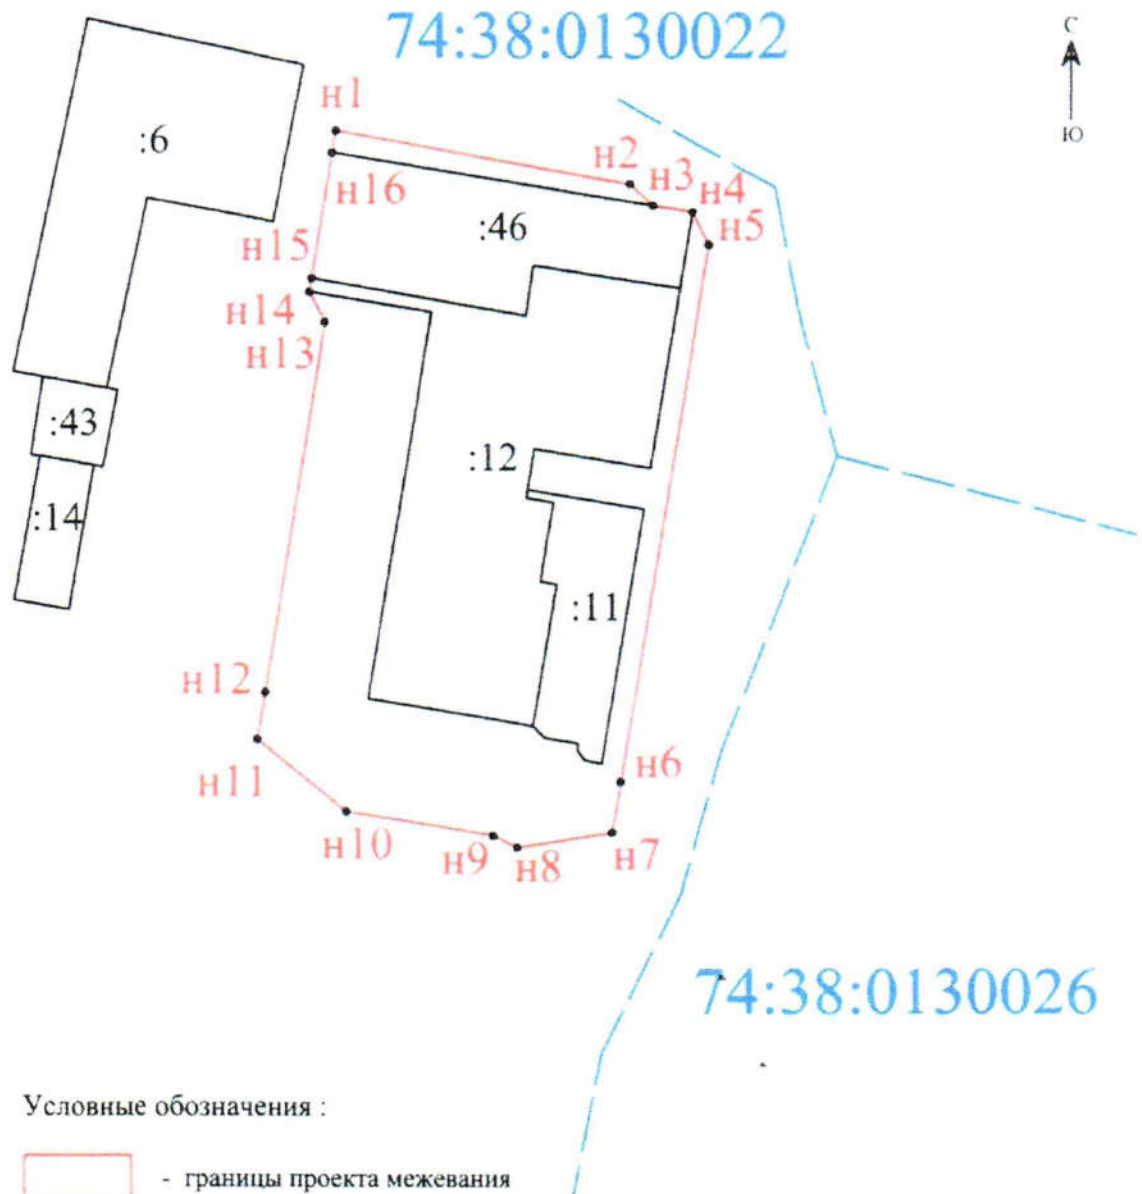 74:38:0130022
С
Ю
н1
:6
н2
н3
н16
н4
:46
н5
н15
н14
н13
:43
:12
:14
:11
н12
н6
н11
н10
н7
н9
н8
74:38:0130026
Условные обозначения :
- границы проекта межевания